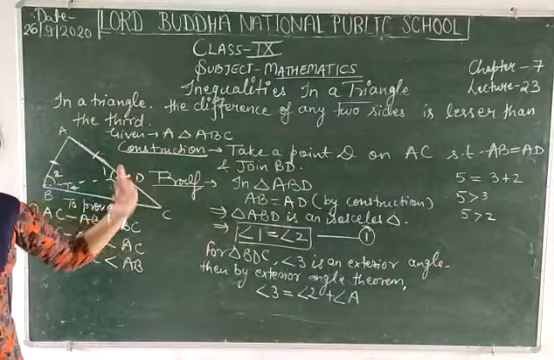 Date-
26/9/2020
LORD BUDDHA NATIONAL PUBLIC SCHOOL
CLASS-IX
SUBJECT-MATHEMATICS
Chapter-7
Inequalities In a Triangle
Lecture-23
In a triangle. the difference of any two sides is lesser than
the third.
Given → A △ABC
Construction → Take a point D on AC s.t. AB=AD
& Join BD.
5=3+2
5>3
5>2
Proof → In △ABD
AB=AD (by construction)
⇒ △ABD is an isosceles △.
⇒ ∠1=∠2 — ①
For △BDC, ∠3 is an exterior angle.
then by exterior angle theorem,
∠3=∠2+∠A
A
2
1
D
B
C
To prove
AC-AB
BC
AC
< AB